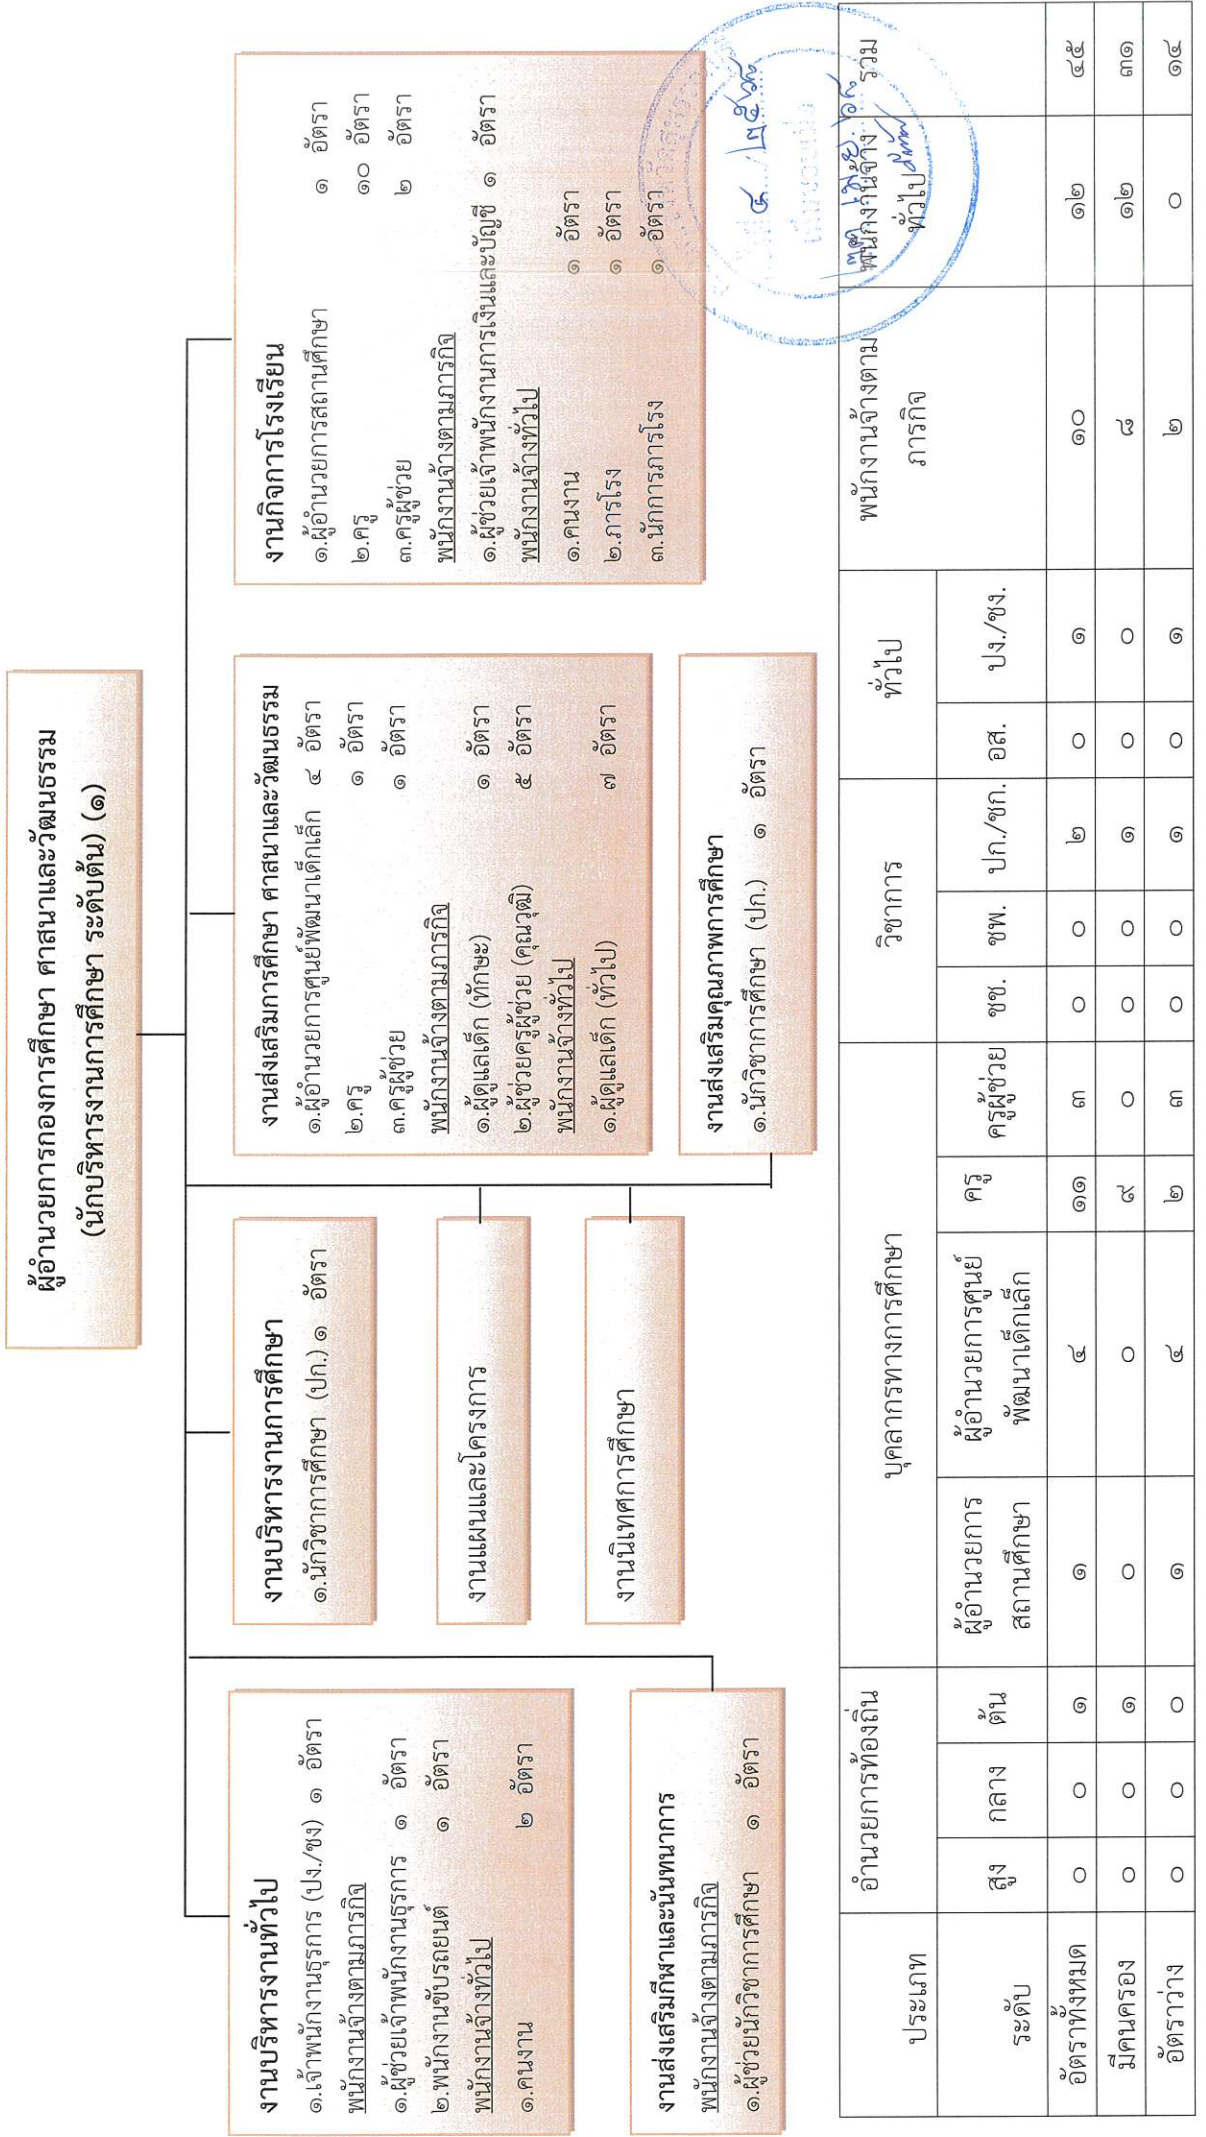 ผู้อำนวยการกองการศึกษา ศาสนาและวัฒนธรรม
(นักบริหารงานการศึกษา ระดับต้น) (๑)
งานบริหารงานทั่วไป
๑.เจ้าพนักงานธุรการ (ปง./ชง) ๑ อัตรา
พนักงานจ้างตามภารกิจ
๑.ผู้ช่วยเจ้าพนักงานธุรการ ๑ อัตรา
๒.พนักงานขับรถยนต์ ๑ อัตรา
พนักงานจ้างทั่วไป
๑.คนงาน ๒ อัตรา
งานส่งเสริมกีฬาและนันทนาการ
พนักงานจ้างตามภารกิจ
๑.ผู้ช่วยนักวิชาการศึกษา ๑ อัตรา
งานบริหารงานการศึกษา
๑.นักวิชาการศึกษา (ปก.) ๑ อัตรา
งานแผนและโครงการ
งานนิเทศการศึกษา
งานส่งเสริมการศึกษา ศาสนาและวัฒนธรรม
๑.ผู้อำนวยการศูนย์พัฒนาเด็กเล็ก ๔ อัตรา
๒.ครู ๑ อัตรา
๓.ครูผู้ช่วย ๑ อัตรา
พนักงานจ้างตามภารกิจ
๑.ผู้ดูแลเด็ก (ทักษะ) ๑ อัตรา
๒.ผู้ช่วยครูผู้ช่วย (คุณวุฒิ) ๕ อัตรา
พนักงานจ้างทั่วไป
๑.ผู้ดูแลเด็ก (ทั่วไป) ๗ อัตรา
งานส่งเสริมคุณภาพการศึกษา
๑.นักวิชาการศึกษา (ปก.) ๑ อัตรา
งานกิจการโรงเรียน
๑.ผู้อำนวยการสถานศึกษา ๑ อัตรา
๒.ครู ๑๐ อัตรา
๓.ครูผู้ช่วย ๒ อัตรา
พนักงานจ้างตามภารกิจ
๑.ผู้ช่วยเจ้าพนักงานการเงินและบัญชี ๑ อัตรา
พนักงานจ้างทั่วไป
๑.คนงาน ๑ อัตรา
๒.ภารโรง ๑ อัตรา
๓.นักการภารโรง ๑ อัตรา
ประเภท อำนวยการท้องถิ่น บุคลากรทางการศึกษา วิชาการ ทั่วไป พนักงานจ้างตามภารกิจ พนักงานจ้างทั่วไป รวม
ระดับ สูง กลาง ต้น ผู้อำนวยการสถานศึกษา ผู้อำนวยการศูนย์พัฒนาเด็กเล็ก ครู ครูผู้ช่วย ชช. ชพ. ปก./ชก. อส. ปง./ชง.
อัตราทั้งหมด ๐ ๐ ๑ ๑ ๔ ๑๑ ๓ ๐ ๐ ๒ ๐ ๑ ๑๐ ๑๒ ๔๕
มีคนครอง ๐ ๐ ๑ ๐ ๐ ๙ ๐ ๐ ๐ ๑ ๐ ๐ ๘ ๑๒ ๓๑
อัตราว่าง ๐ ๐ ๐ ๑ ๔ ๒ ๓ ๐ ๐ ๑ ๐ ๑ ๒ ๐ ๑๔